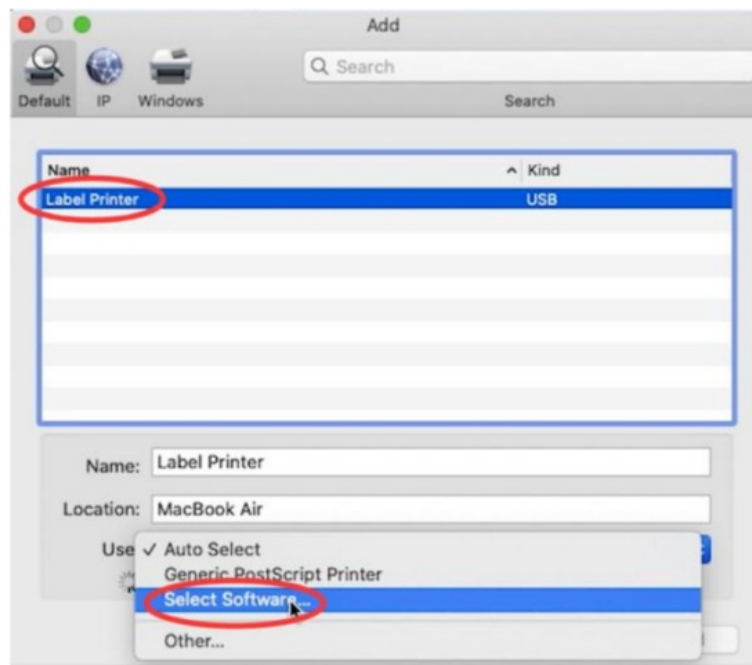 Add
Search
Default IP Windows Search
Name Kind
Label Printer USB
Name: Label Printer
Location: MacBook Air
Use ✓ Auto Select
Generic PostScript Printer
Select Software...
Other...